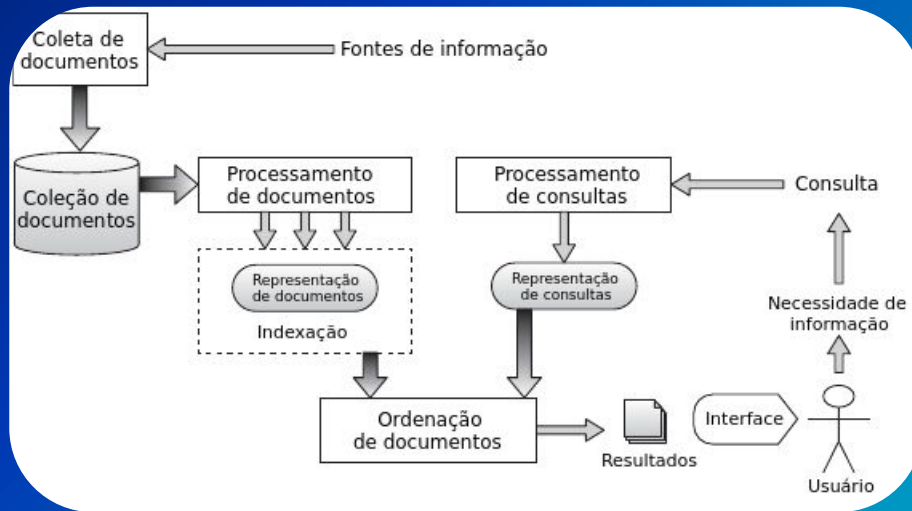 Coleta de
documentos
Fontes de informação
Coleção de
documentos
Processamento
de documentos
Processamento
de consultas
Consulta
Representação
de documentos
Indexação
Representação
de consultas
Necessidade de
informação
Ordenação
de documentos
Resultados
Interface
Usuário